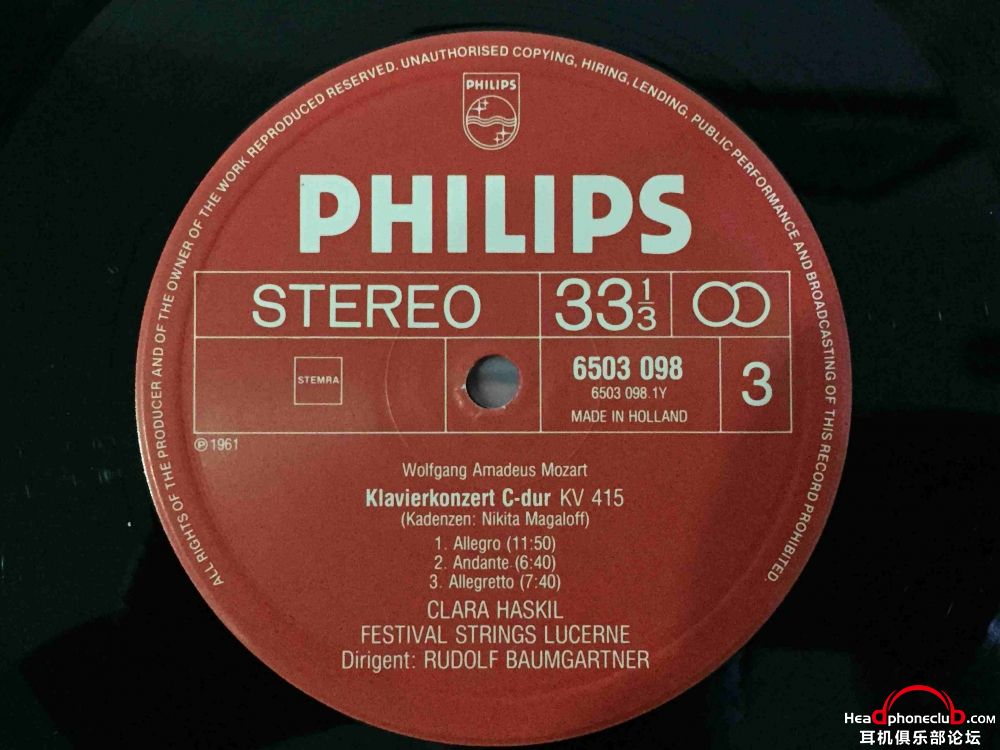 ALL RIGHTS OF THE PRODUCER AND OF THE OWNER OF THE WORK REPRODUCED RESERVED. UNAUTHORISED COPYING, HIRING, LENDING, PUBLIC PERFORMANCE AND BROADCASTING OF THIS RECORD PROHIBITED.
PHILIPS
PHILIPS
STEREO 33 1/3
STEMRA
6503 098
6503 098.1Y
MADE IN HOLLAND
3
℗ 1961
Wolfgang Amadeus Mozart
Klavierkonzert C-dur KV 415
(Kadenzen: Nikita Magaloff)
1. Allegro (11:50)
2. Andante (6:40)
3. Allegretto (7:40)
CLARA HASKIL
FESTIVAL STRINGS LUCERNE
Dirigent: RUDOLF BAUMGARTNER
Headphoneclub.com
耳机俱乐部论坛